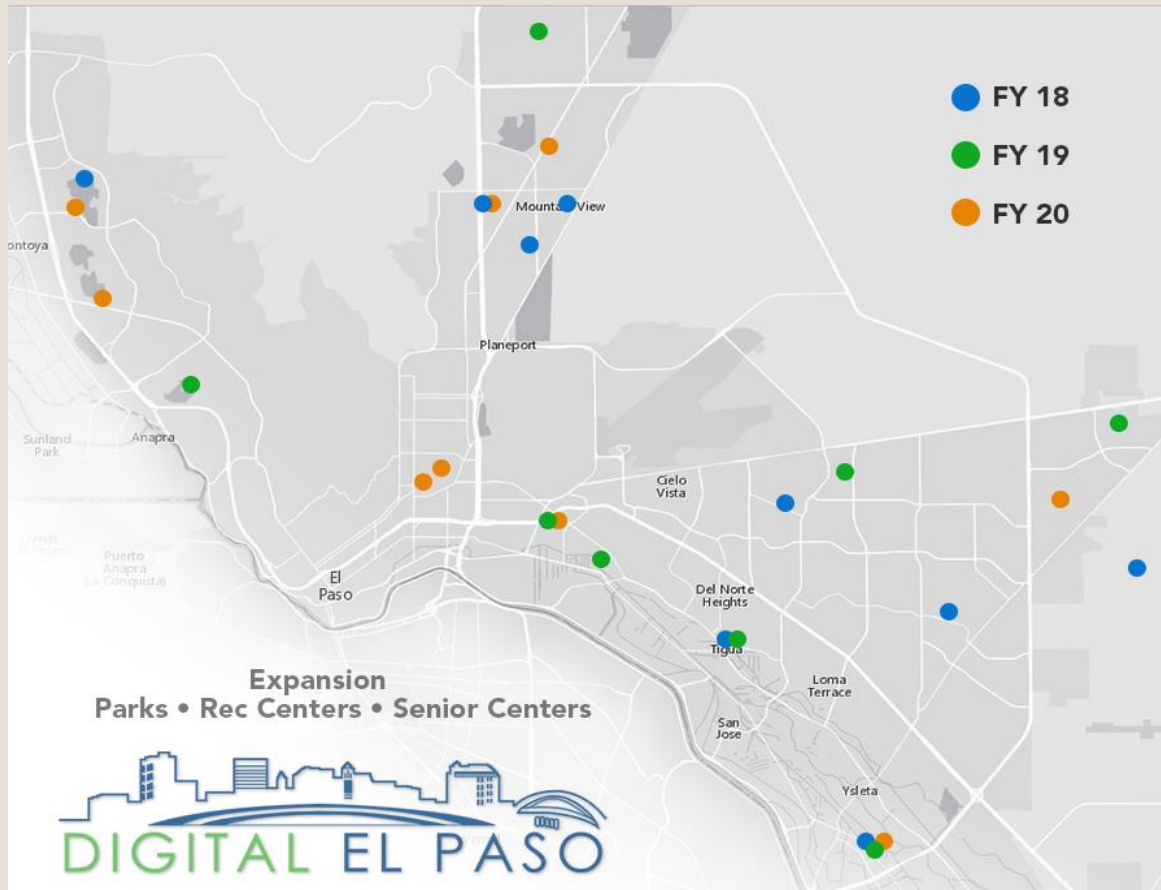 FY 18
FY 19
FY 20
ontoya
Mounta View
Planeport
Sunland
Park
Anapra
Cielo
Vista
Puerto
Anapra
(La Conquista)
El
Paso
Del Norte
Heights
Tigua
Loma
Terrace
San
Jose
Ysleta
Expansion
Parks • Rec Centers • Senior Centers
DIGITAL EL PASO